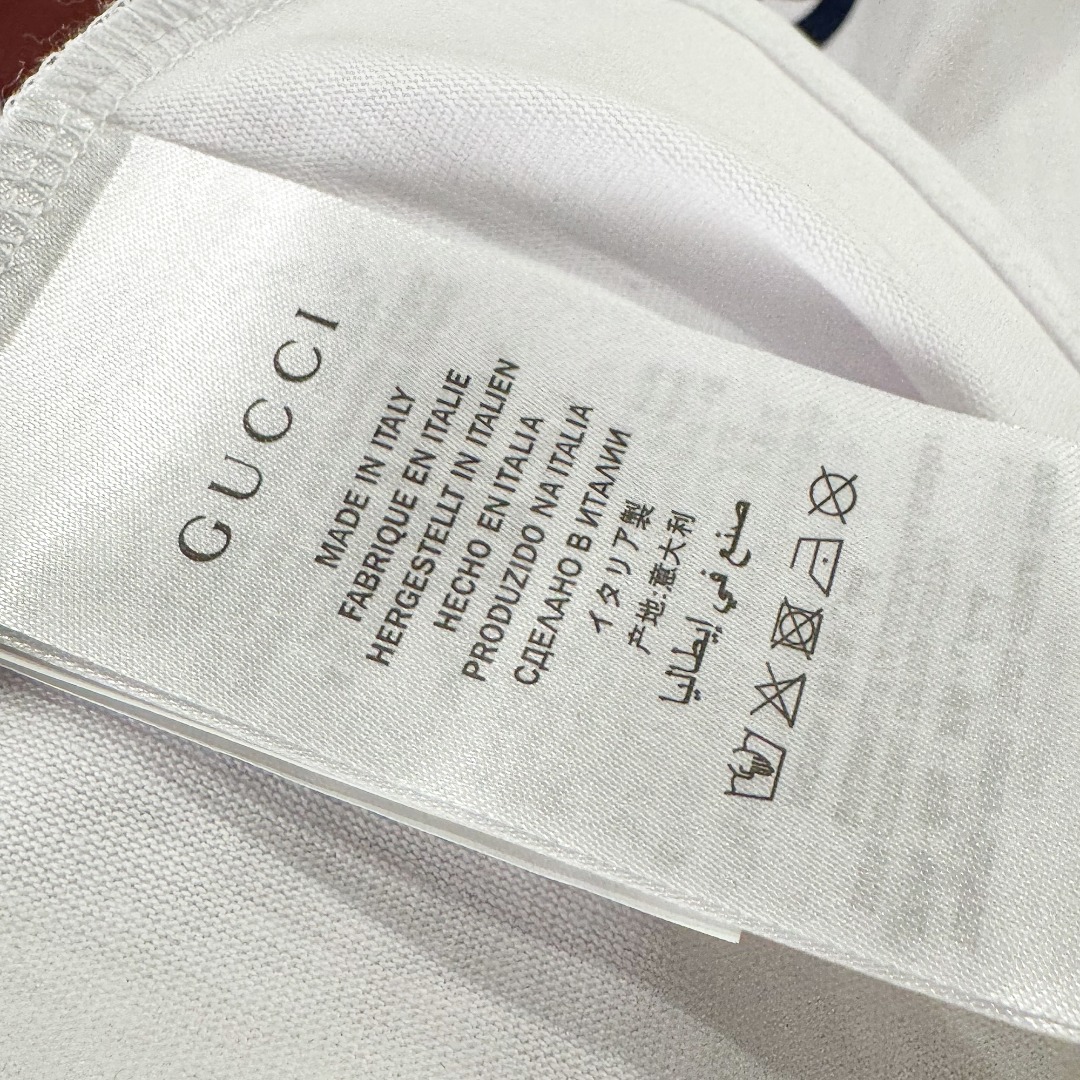 GUCCI
MADE IN ITALY
FABRIQUE EN ITALIE
HERGESTELLT IN ITALIEN
HECHO EN ITALIA
PRODUZIDO NA ITALIA
СДЕЛАНО В ИТАЛИИ
イタリア製
产地:意大利
صنع في إيطاليا